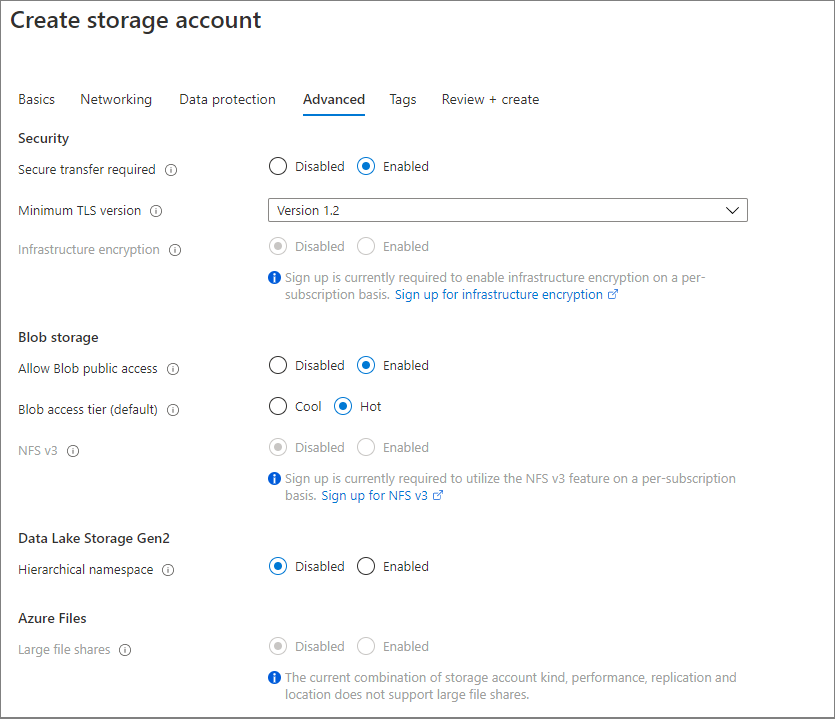 Create storage account
Basics Networking Data protection Advanced Tags Review + create
Security
Secure transfer required Disabled Enabled
Minimum TLS version Version 1.2
Infrastructure encryption Disabled Enabled
Sign up is currently required to enable infrastructure encryption on a per-
subscription basis. Sign up for infrastructure encryption
Blob storage
Allow Blob public access Disabled Enabled
Blob access tier (default) Cool Hot
NFS v3 Disabled Enabled
Sign up is currently required to utilize the NFS v3 feature on a per-subscription
basis. Sign up for NFS v3
Data Lake Storage Gen2
Hierarchical namespace Disabled Enabled
Azure Files
Large file shares Disabled Enabled
The current combination of storage account kind, performance, replication and
location does not support large file shares.